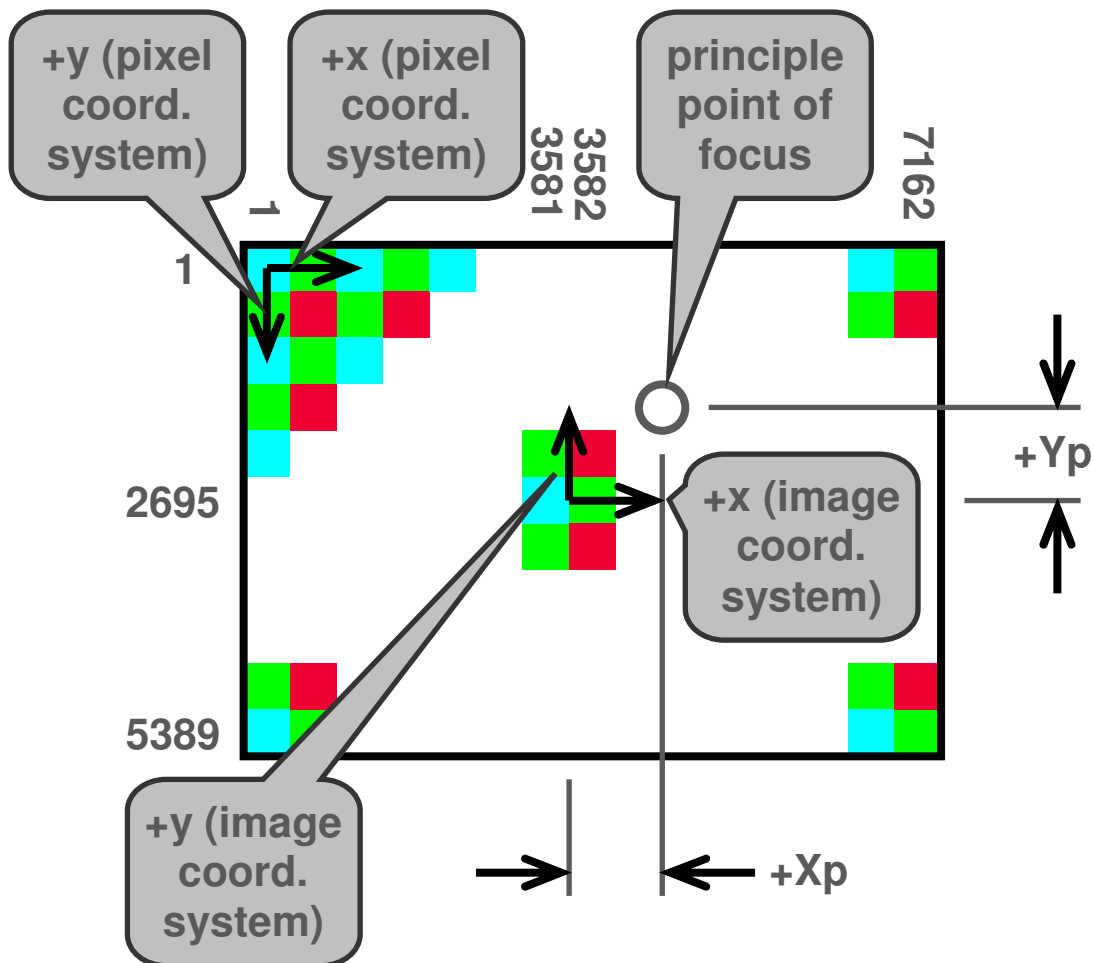 +y (pixel
coord.
system)
+x (pixel
coord.
system)
principle
point of
focus
1
3581
3582
7162
1
2695
5389
+Yp
+x (image
coord.
system)
+y (image
coord.
system)
+Xp